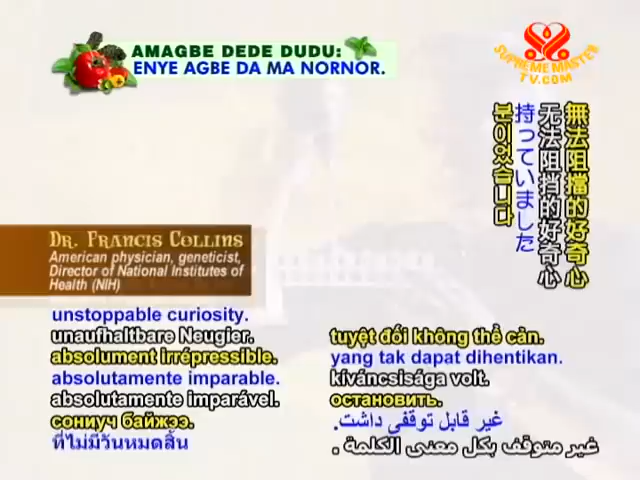 AMAGBE DEDE DUDU:
ENYE AGBE DA MA NORNOR.
SUPREME MASTER
TV.COM
無法阻擋的好奇心
无法阻挡的好奇心
持っていました
분이었습니다
DR. FRANCIS COLLINS
American physician, geneticist,
Director of National Institutes of
Health (NIH)
unstoppable curiosity.
unaufhaltbare Neugier.
absolument irrépressible.
absolutamente imparable.
absolutamente imparável.
сониуч байжээ.
ที่ไม่มีวันหมดสิ้น
tuyệt đối không thể cản.
yang tak dapat dihentikan.
kíváncsisága volt.
остановить.
غیر قابل توقفی داشت.
غير متوقف بكل معنى الكلمة .